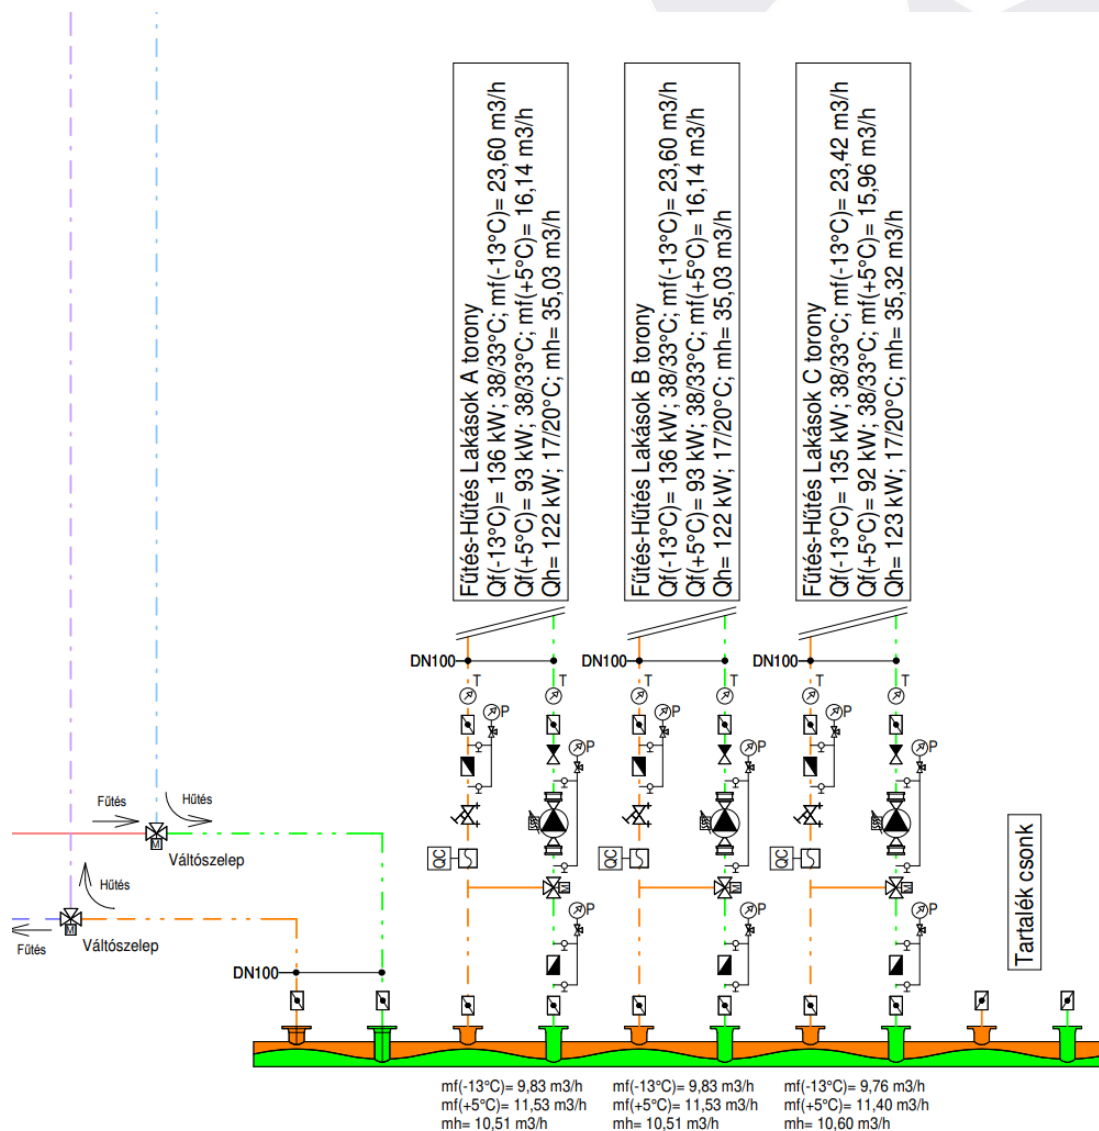 Fűtés-Hűtés Lakások A torony
Qf(-13°C)= 136 kW; 38/33°C; mf(-13°C)= 23,60 m3/h
Qf(+5°C)= 93 kW; 38/33°C; mf(+5°C)= 16,14 m3/h
Qh= 122 kW; 17/20°C; mh= 35,03 m3/h
Fűtés-Hűtés Lakások B torony
Qf(-13°C)= 136 kW; 38/33°C; mf(-13°C)= 23,60 m3/h
Qf(+5°C)= 93 kW; 38/33°C; mf(+5°C)= 16,14 m3/h
Qh= 122 kW; 17/20°C; mh= 35,03 m3/h
Fűtés-Hűtés Lakások C torony
Qf(-13°C)= 135 kW; 38/33°C; mf(-13°C)= 23,42 m3/h
Qf(+5°C)= 92 kW; 38/33°C; mf(+5°C)= 15,96 m3/h
Qh= 123 kW; 17/20°C; mh= 35,32 m3/h
DN100
DN100
DN100
T
T
T
T
T
T
P
P
P
P
P
P
Fűtés
Hűtés
M
Váltószelep
QC
QC
QC
Hűtés
M
M
M
M
Fűtés
Váltószelep
P
P
P
Tartalék csonk
DN100
mf(-13°C)= 9,83 m3/h
mf(+5°C)= 11,53 m3/h
mh= 10,51 m3/h
mf(-13°C)= 9,83 m3/h
mf(+5°C)= 11,53 m3/h
mh= 10,51 m3/h
mf(-13°C)= 9,76 m3/h
mf(+5°C)= 11,40 m3/h
mh= 10,60 m3/h